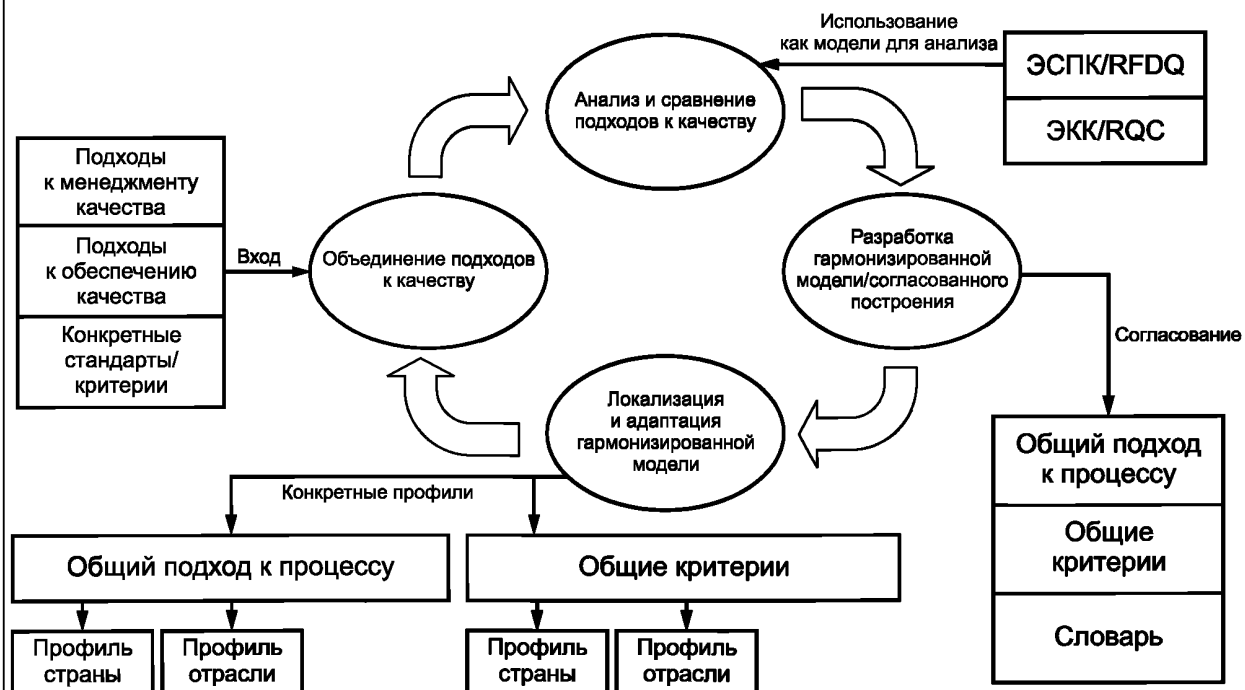 Использование
как модели для анализа
ЭСПК/RFDQ
ЭКК/RQC
Анализ и сравнение
подходов к качеству
Подходы
к менеджменту
качества
Подходы
к обеспечению
качества
Конкретные
стандарты/
критерии
Вход
Объединение подходов
к качеству
Разработка
гармонизированной
модели/согласованного
построения
Согласование
Локализация
и адаптация
гармонизированной
модели
Общий подход
к процессу
Общие
критерии
Словарь
Конкретные профили
Общий подход к процессу
Общие критерии
Профиль
страны
Профиль
отрасли
Профиль
страны
Профиль
отрасли